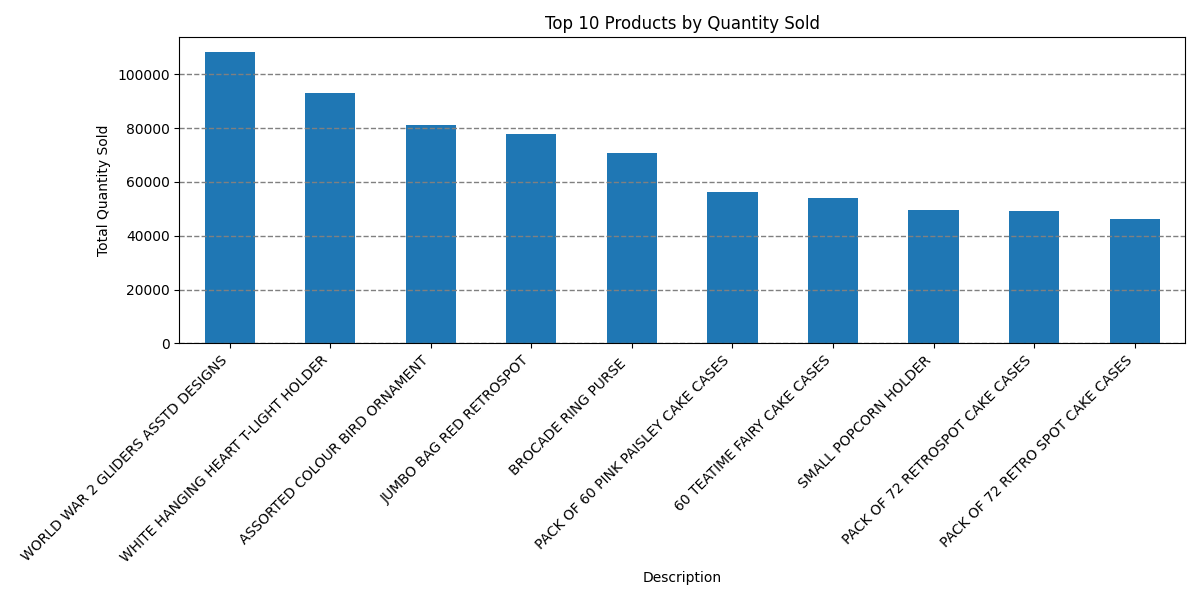 Top 10 Products by Quantity Sold
Total Quantity Sold
100000
80000
60000
40000
20000
0
WORLD WAR 2 GLIDERS ASSTD DESIGNS
WHITE HANGING HEART T-LIGHT HOLDER
ASSORTED COLOUR BIRD ORNAMENT
JUMBO BAG RED RETROSPOT
BROCADE RING PURSE
PACK OF 60 PINK PAISLEY CAKE CASES
60 TEATIME FAIRY CAKE CASES
SMALL POPCORN HOLDER
PACK OF 72 RETROSPOT CAKE CASES
PACK OF 72 RETRO SPOT CAKE CASES
Description